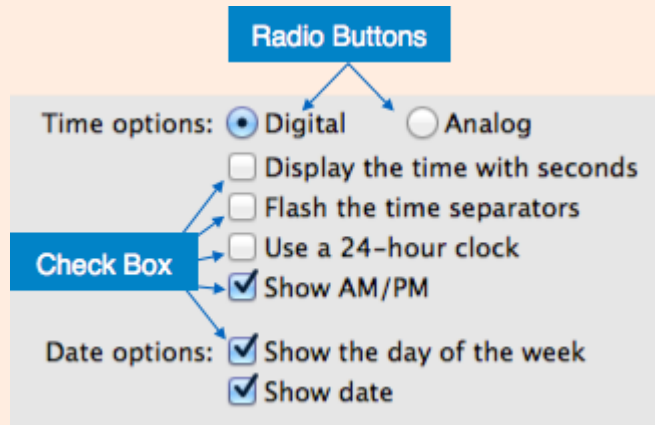 Radio Buttons
Time options: Digital Analog
Display the time with seconds
Flash the time separators
Use a 24-hour clock
Check Box
Show AM/PM
Date options: Show the day of the week
Show date